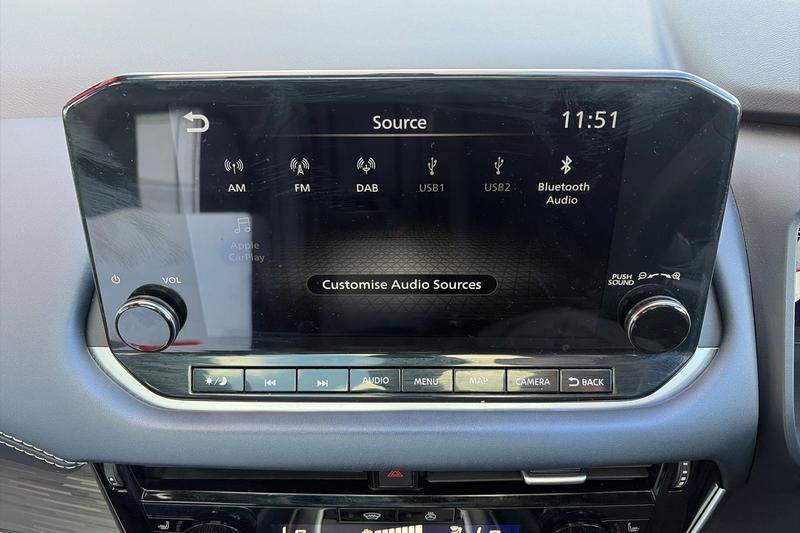 Source
11:51
AM
FM
DAB
USB1
USB2
Bluetooth
Audio
Apple
CarPlay
Customise Audio Sources
VOL
PUSH
SOUND
AUDIO
MENU
MAP
CAMERA
BACK